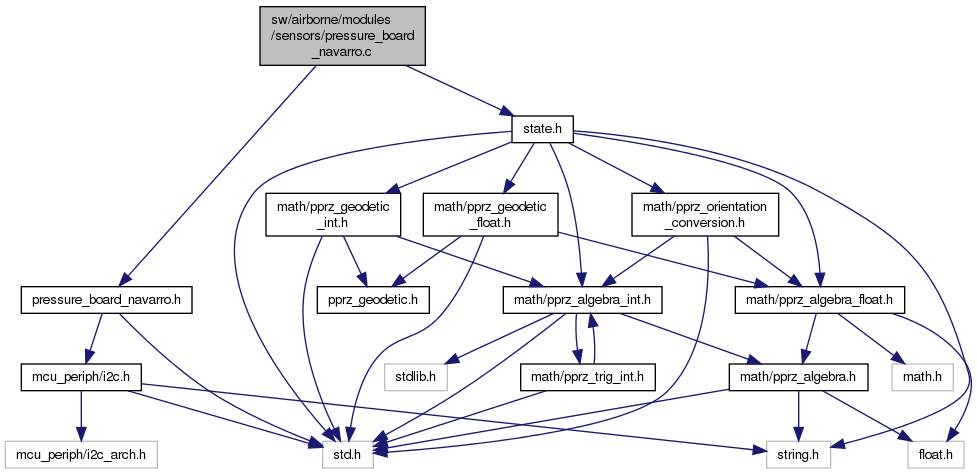 sw/airborne/modules
/sensors/pressure_board
_navarro.c
state.h
math/pprz_geodetic
_int.h
math/pprz_geodetic
_float.h
math/pprz_orientation
_conversion.h
pressure_board_navarro.h
pprz_geodetic.h
math/pprz_algebra_int.h
math/pprz_algebra_float.h
mcu_periph/i2c.h
stdlib.h
math/pprz_trig_int.h
math/pprz_algebra.h
math.h
mcu_periph/i2c_arch.h
std.h
string.h
float.h